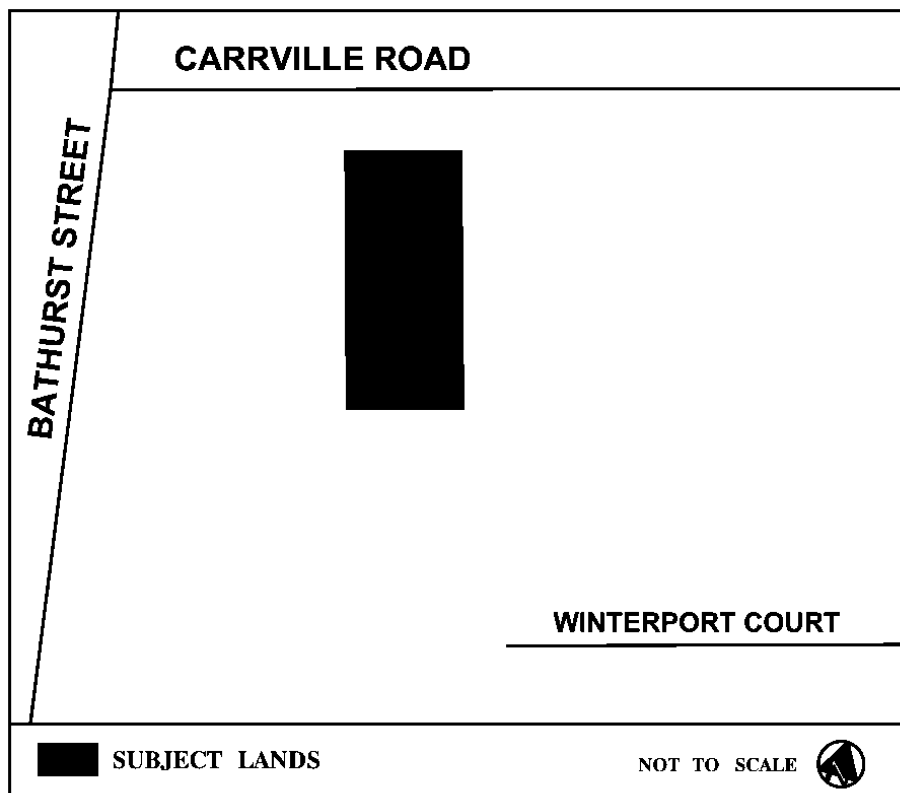 CARRVILLE ROAD
BATHURST STREET
WINTERPORT COURT
SUBJECT LANDS
NOT TO SCALE